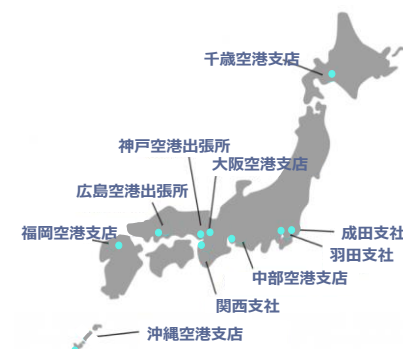 千歳空港支店
神戸空港出張所
大阪空港支店
広島空港出張所
福岡空港支店
成田支社
羽田支社
中部空港支店
関西支社
沖縄空港支店